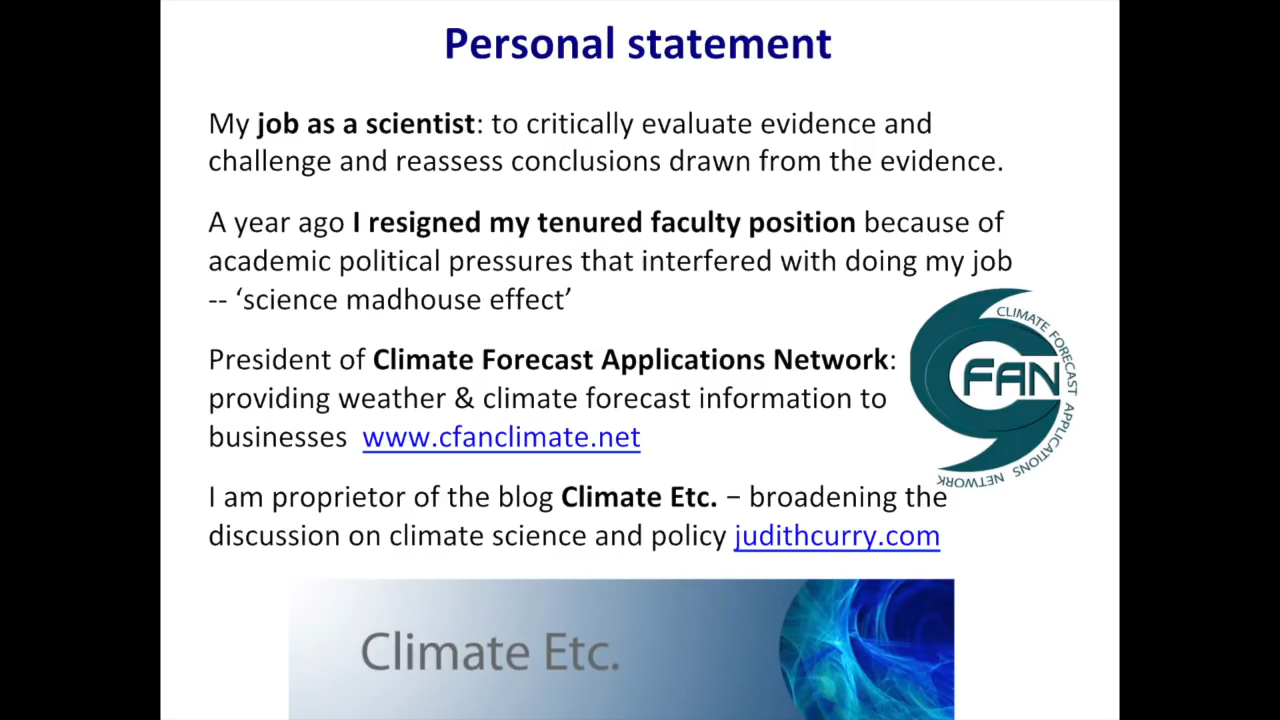 Personal statement
My job as a scientist: to critically evaluate evidence and
challenge and reassess conclusions drawn from the evidence.
A year ago I resigned my tenured faculty position because of
academic political pressures that interfered with doing my job
-- ‘science madhouse effect’
President of Climate Forecast Applications Network:
providing weather & climate forecast information to
businesses www.cfanclimate.net
CFAN
CLIMATE FORECAST APPLICATIONS NETWORK
I am proprietor of the blog Climate Etc. – broadening the
discussion on climate science and policy judithcurry.com
Climate Etc.